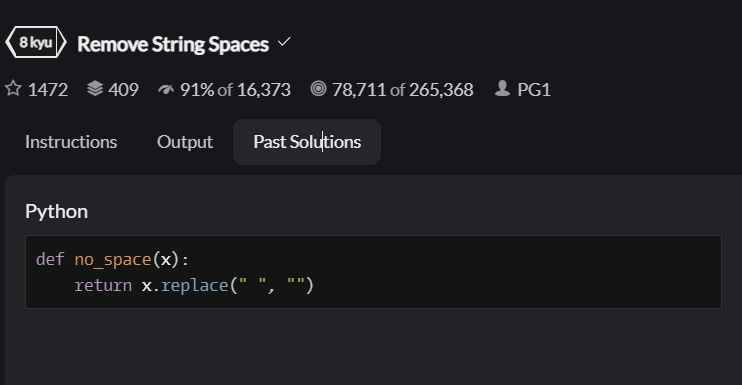 8 kyu Remove String Spaces
1472 409 91% of 16,373 78,711 of 265,368 PG1
Instructions Output Past Solutions
Python
def no_space(x):
    return x.replace(" ", "")